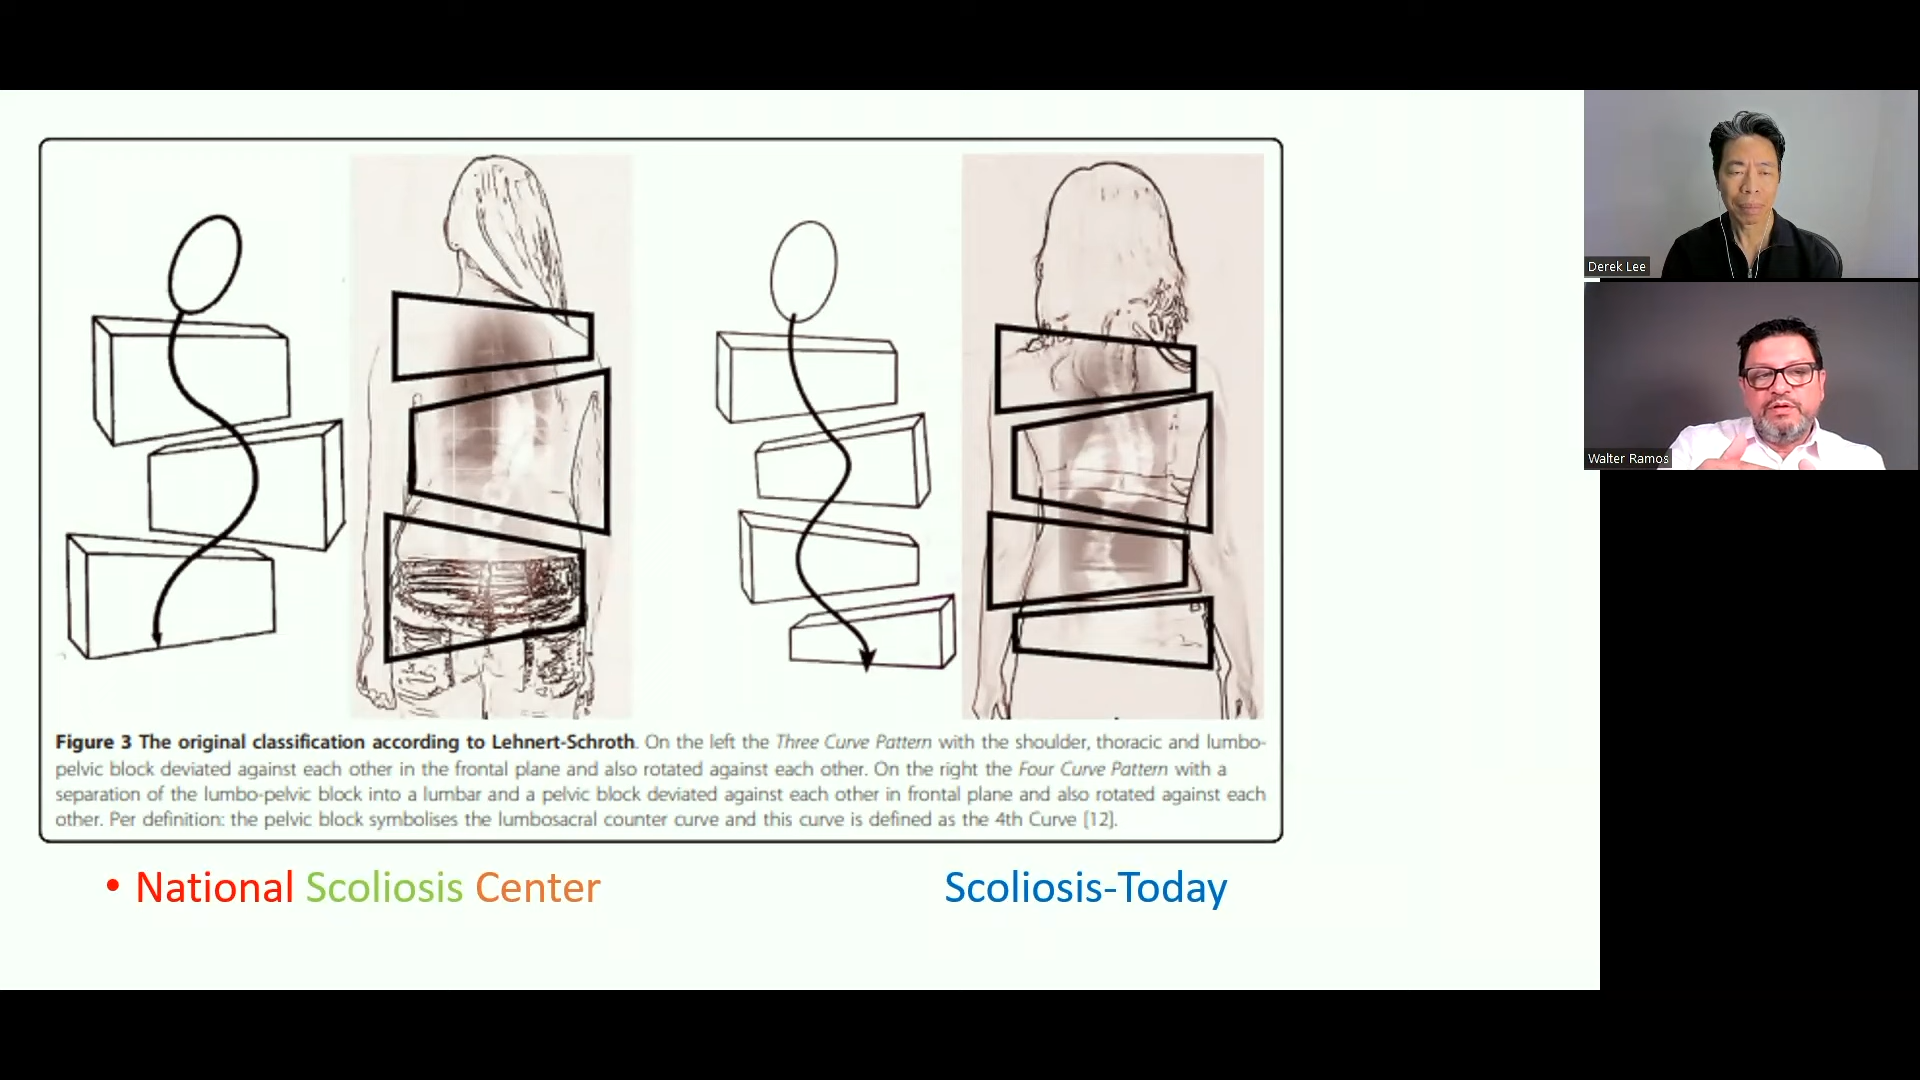 Figure 3 The original classification according to Lehnert-Schroth. On the left the Three Curve Pattern with the shoulder, thoracic and lumbo-
pelvic block deviated against each other in the frontal plane and also rotated against each other. On the right the Four Curve Pattern with a
separation of the lumbo-pelvic block into a lumbar and a pelvic block deviated against each other in frontal plane and also rotated against each
other. Per definition: the pelvic block symbolises the lumbosacral counter curve and this curve is defined as the 4th Curve [12].
• National Scoliosis Center
Scoliosis-Today
Derek Lee
Walter Ramos